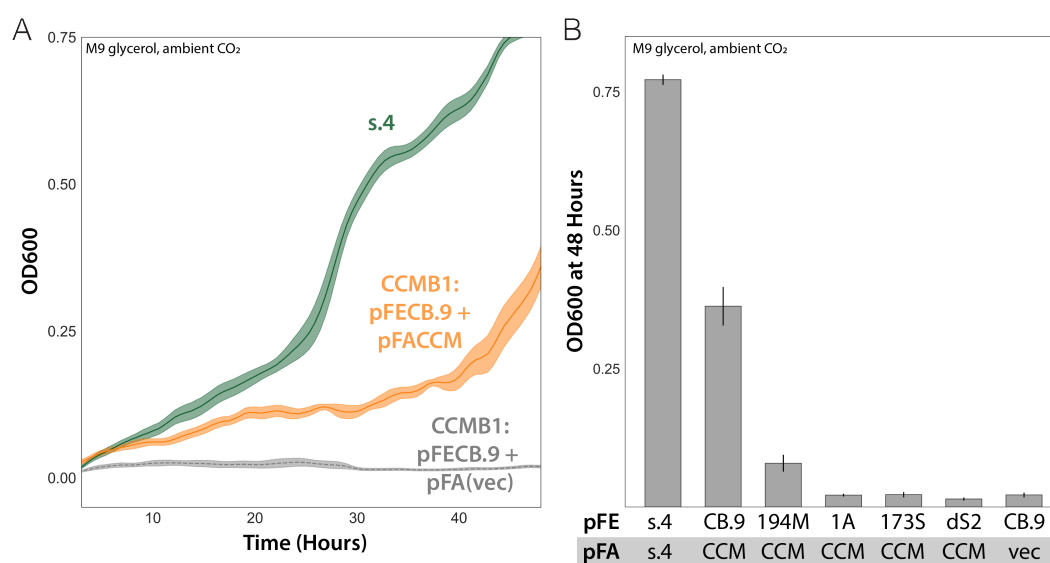 A
M9 glycerol, ambient CO₂
0.75
0.50
0.25
0.00
OD600
s.4
CCMB1:
pFECB.9 +
pFACCM
CCMB1:
pFECB.9 +
pFA(vec)
10 20 30 40
Time (Hours)
B
M9 glycerol, ambient CO₂
0.75
0.50
0.25
OD600 at 48 Hours
pFE s.4 CB.9 194M 1A 173S dS2 CB.9
pFA s.4 CCM CCM CCM CCM CCM vec